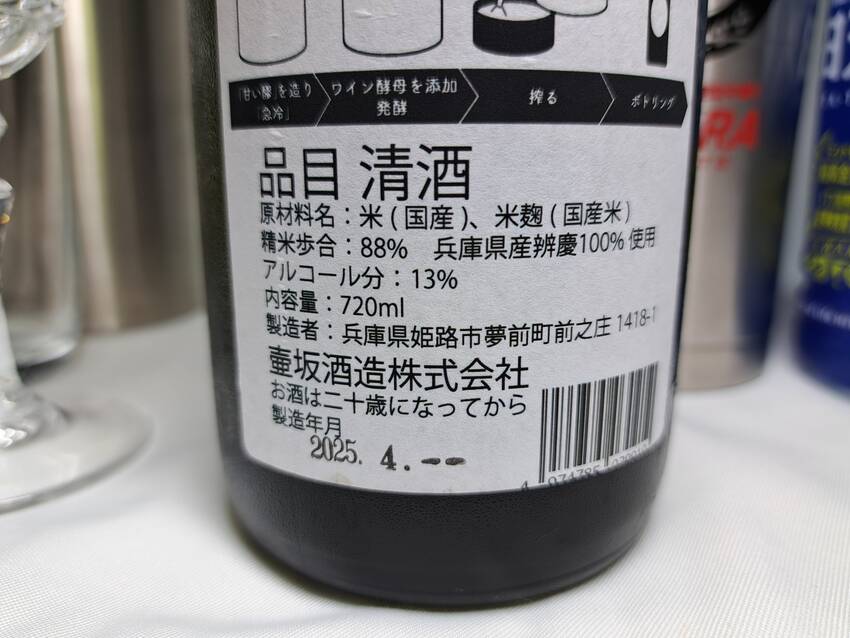 「甘い醪」を造り
「急冷」
ワイン酵母を添加
発酵
搾る
ボトリング
品目 清酒
原材料名：米（国産）、米麹（国産米）
精米歩合：88%　兵庫県産辨慶100% 使用
アルコール分：13%
内容量：720ml
製造者：兵庫県姫路市夢前町前之庄 1418-1
壷坂酒造株式会社
お酒は二十歳になってから
製造年月
2025. 4.--
4 974785